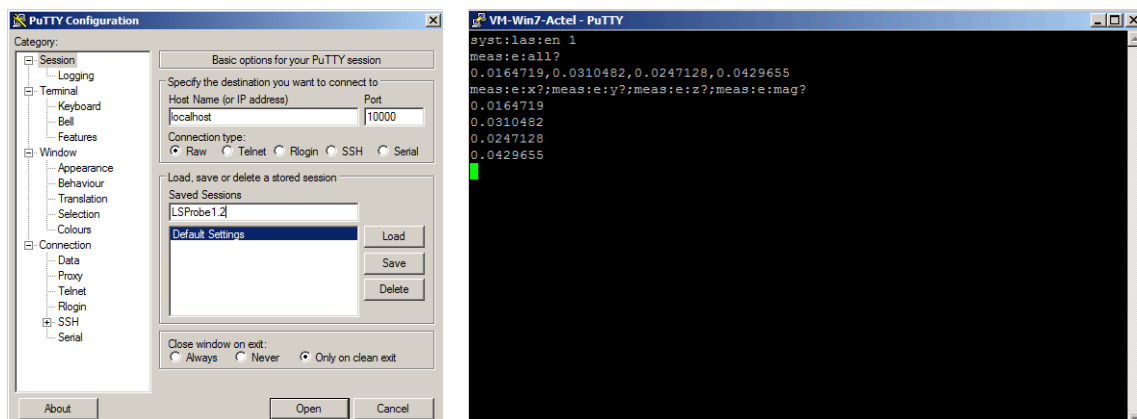 PuTTY Configuration
Category:
Session
Logging
Terminal
Keyboard
Bell
Features
Window
Appearance
Behaviour
Translation
Selection
Colours
Connection
Data
Proxy
Telnet
Rlogin
SSH
Serial
Basic options for your PuTTY session
Specify the destination you want to connect to
Host Name (or IP address) Port
localhost 10000
Connection type:
Raw Telnet Rlogin SSH Serial
Load, save or delete a stored session
Saved Sessions
LSProbe1.2
Default Settings
Load
Save
Delete
Close window on exit:
Always Never Only on clean exit
About Open Cancel
VM-Win7-Actel - PuTTY
syst:las:en 1
meas:e:all?
0.0164719,0.0310482,0.0247128,0.0429655
meas:e:x?;meas:e:y?;meas:e:z?;meas:e:mag?
0.0164719
0.0310482
0.0247128
0.0429655